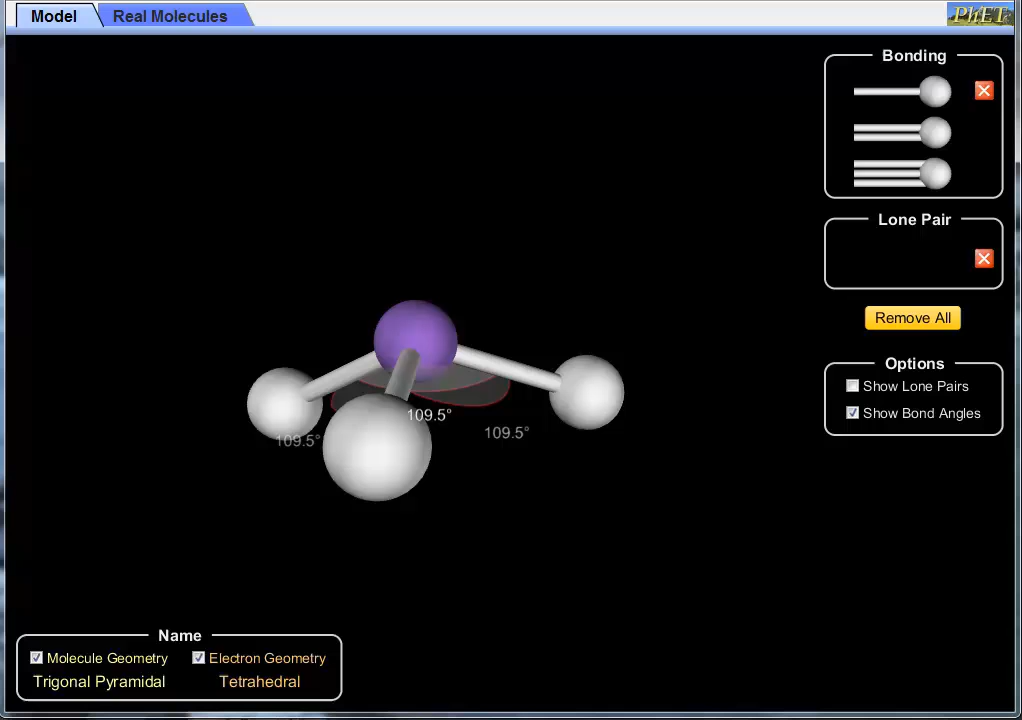 Model
Real Molecules
PhET
Bonding
Lone Pair
Remove All
Options
Show Lone Pairs
Show Bond Angles
109.5°
109.5°
109.5°
Name
Molecule Geometry
Electron Geometry
Trigonal Pyramidal
Tetrahedral